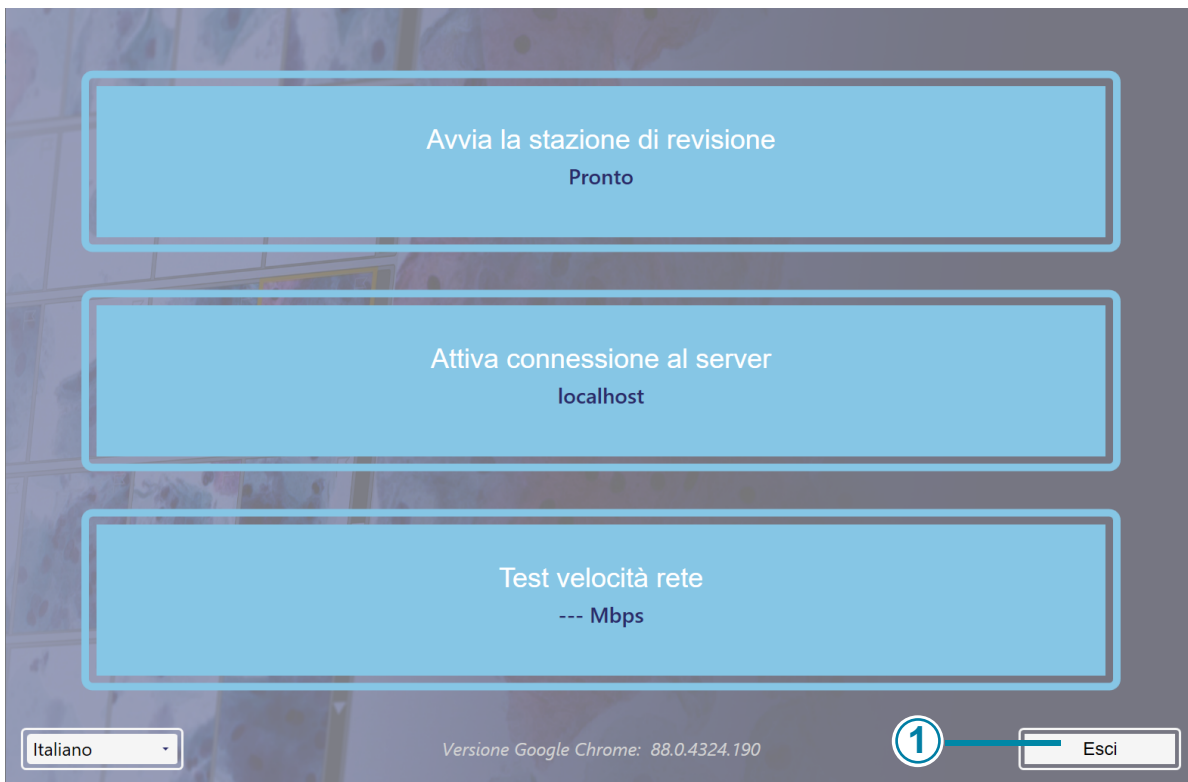 Avvia la stazione di revisione
Pronto
Attiva connessione al server
localhost
Test velocità rete
--- Mbps
Italiano
Versione Google Chrome: 88.0.4324.190
1
Esci